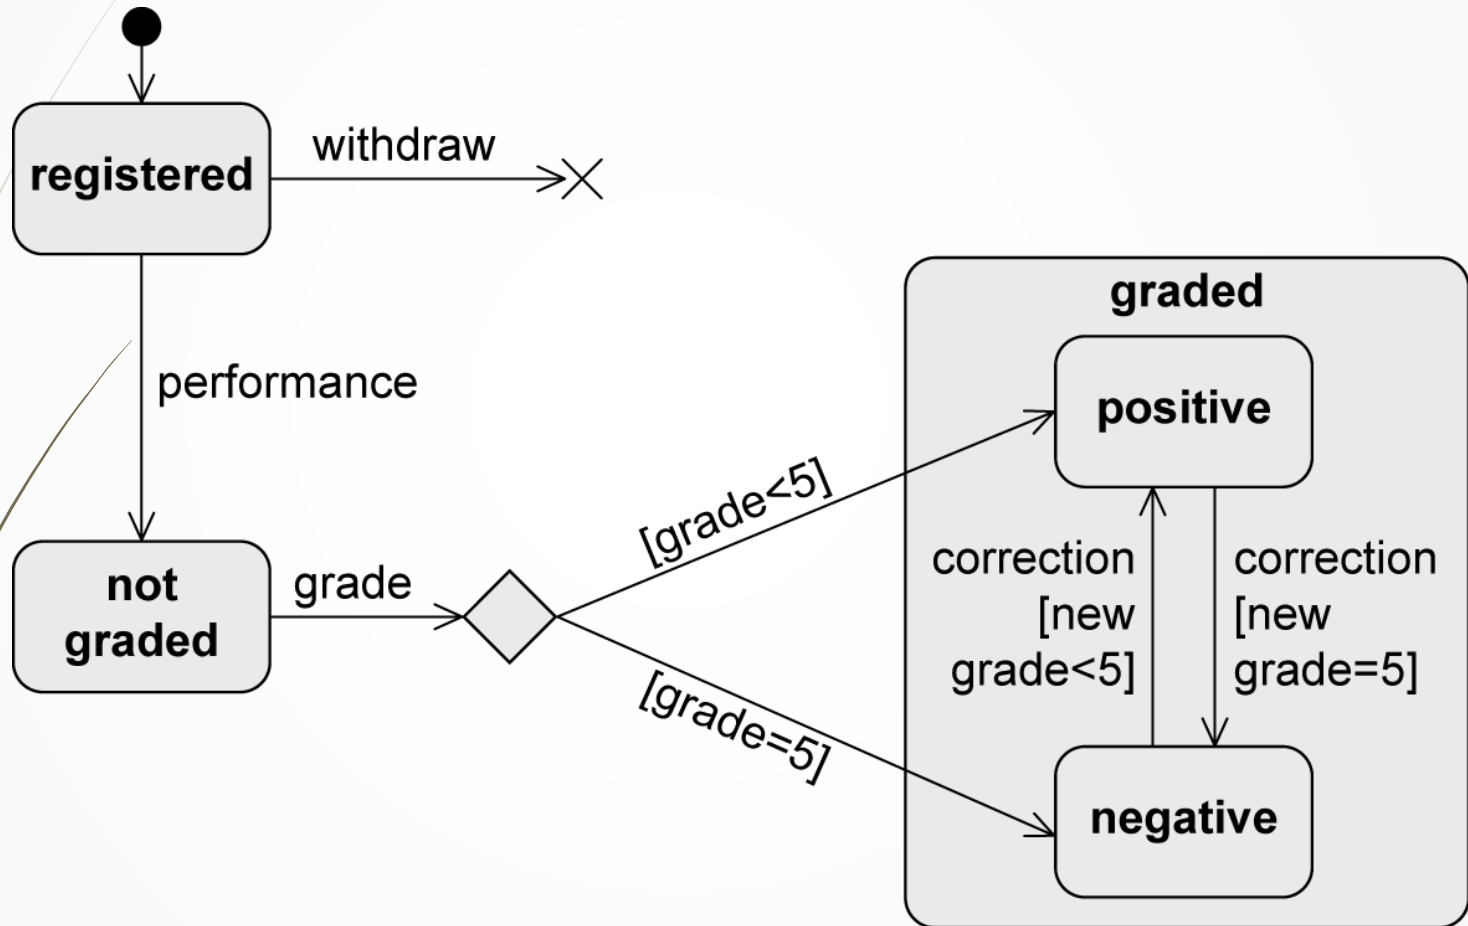 registered
withdraw
performance
not
graded
grade
[grade<5]
[grade=5]
graded
positive
correction
[new
grade<5]
correction
[new
grade=5]
negative